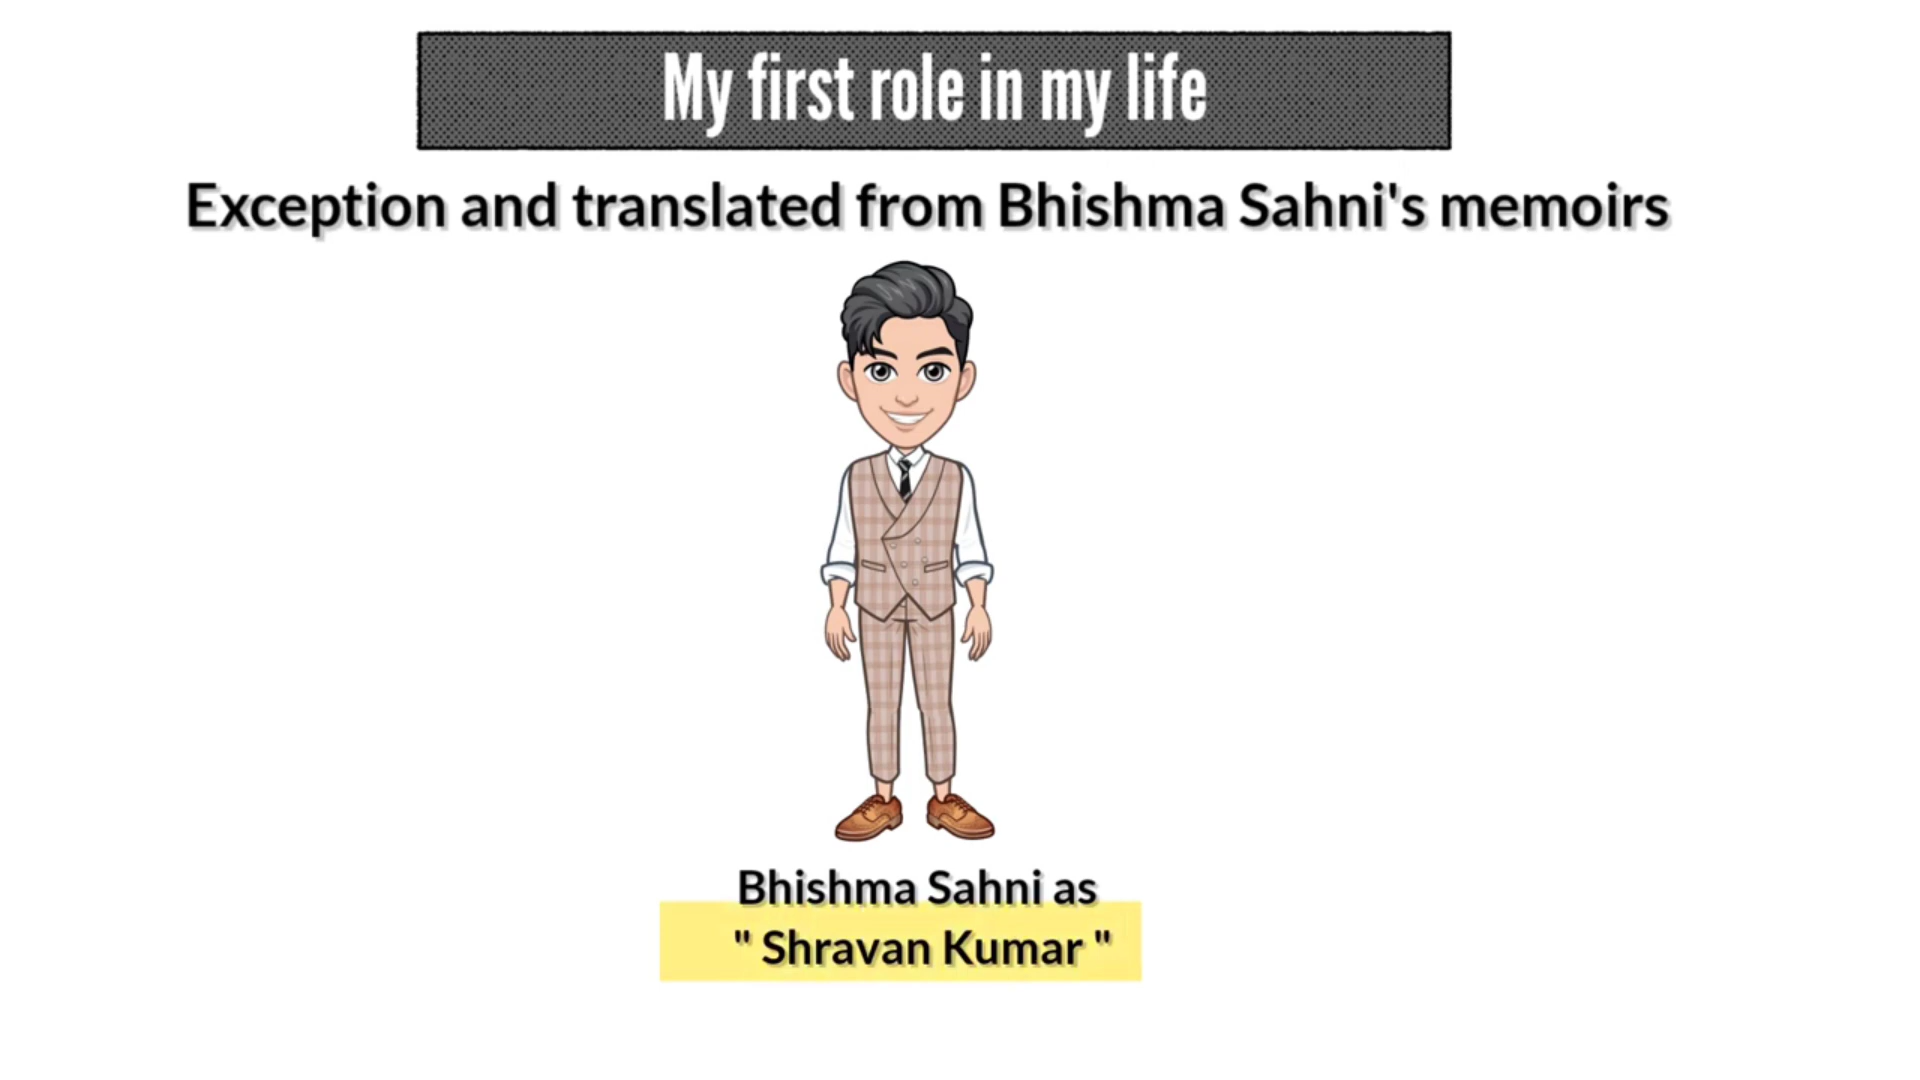 My first role in my life
Exception and translated from Bhishma Sahni's memoirs
Bhishma Sahni as
" Shravan Kumar "